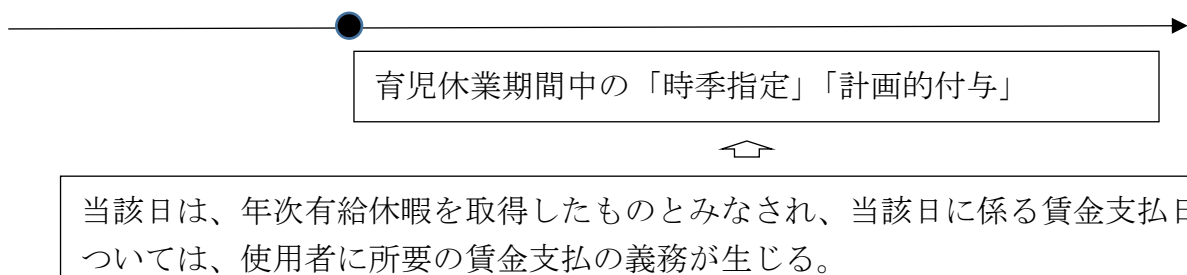 育児休業期間中の「時季指定」「計画的付与」
当該日は、年次有給休暇を取得したものとみなされ、当該日に係る賃金支払日
ついては、使用者に所要の賃金支払の義務が生じる。